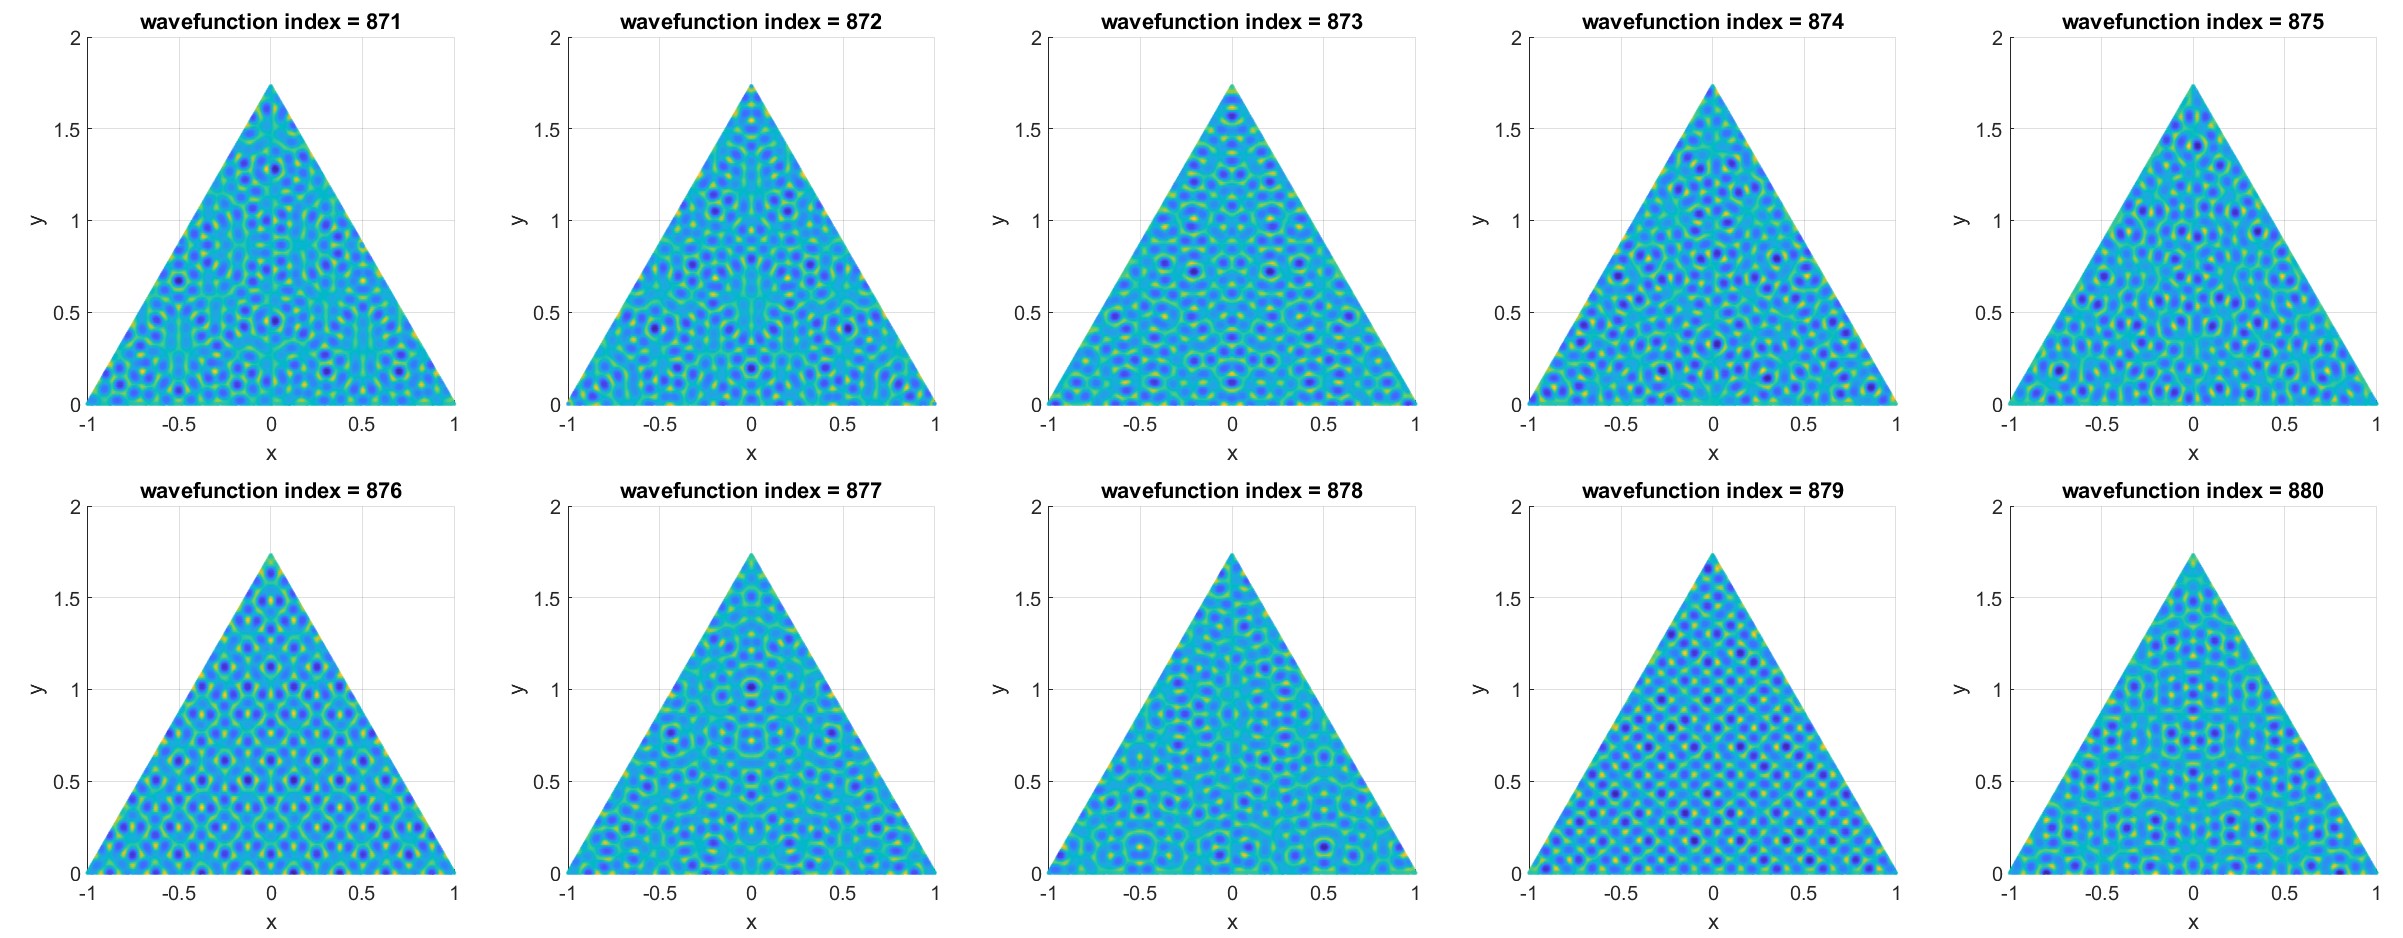 wavefunction index = 871
2
1.5
1
0.5
0
y
-1 -0.5 0 0.5 1
x
wavefunction index = 872
2
1.5
1
0.5
0
y
-1 -0.5 0 0.5 1
x
wavefunction index = 873
2
1.5
1
0.5
0
y
-1 -0.5 0 0.5 1
x
wavefunction index = 874
2
1.5
1
0.5
0
y
-1 -0.5 0 0.5 1
x
wavefunction index = 875
2
1.5
1
0.5
0
y
-1 -0.5 0 0.5 1
x
wavefunction index = 876
2
1.5
1
0.5
0
y
-1 -0.5 0 0.5 1
x
wavefunction index = 877
2
1.5
1
0.5
0
y
-1 -0.5 0 0.5 1
x
wavefunction index = 878
2
1.5
1
0.5
0
y
-1 -0.5 0 0.5 1
x
wavefunction index = 879
2
1.5
1
0.5
0
y
-1 -0.5 0 0.5 1
x
wavefunction index = 880
2
1.5
1
0.5
0
y
-1 -0.5 0 0.5 1
x